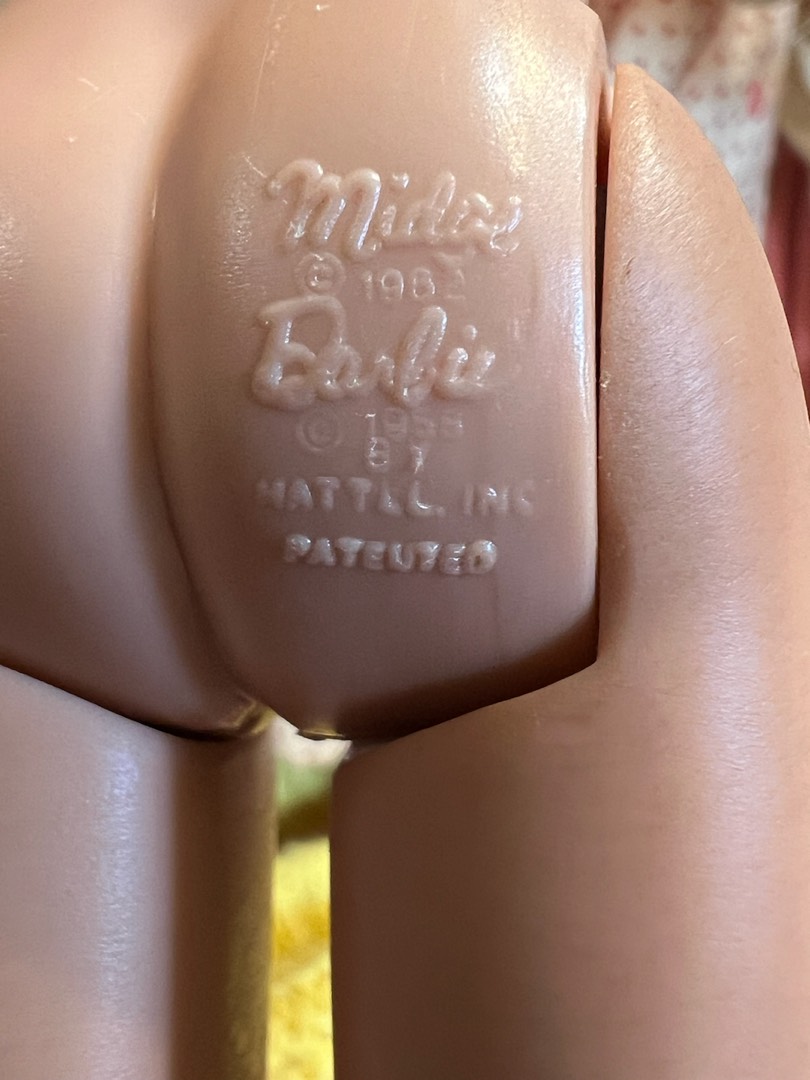 Midge
© 1962
Barbie
© 1958
BY
MATTEL, INC
PATENTED